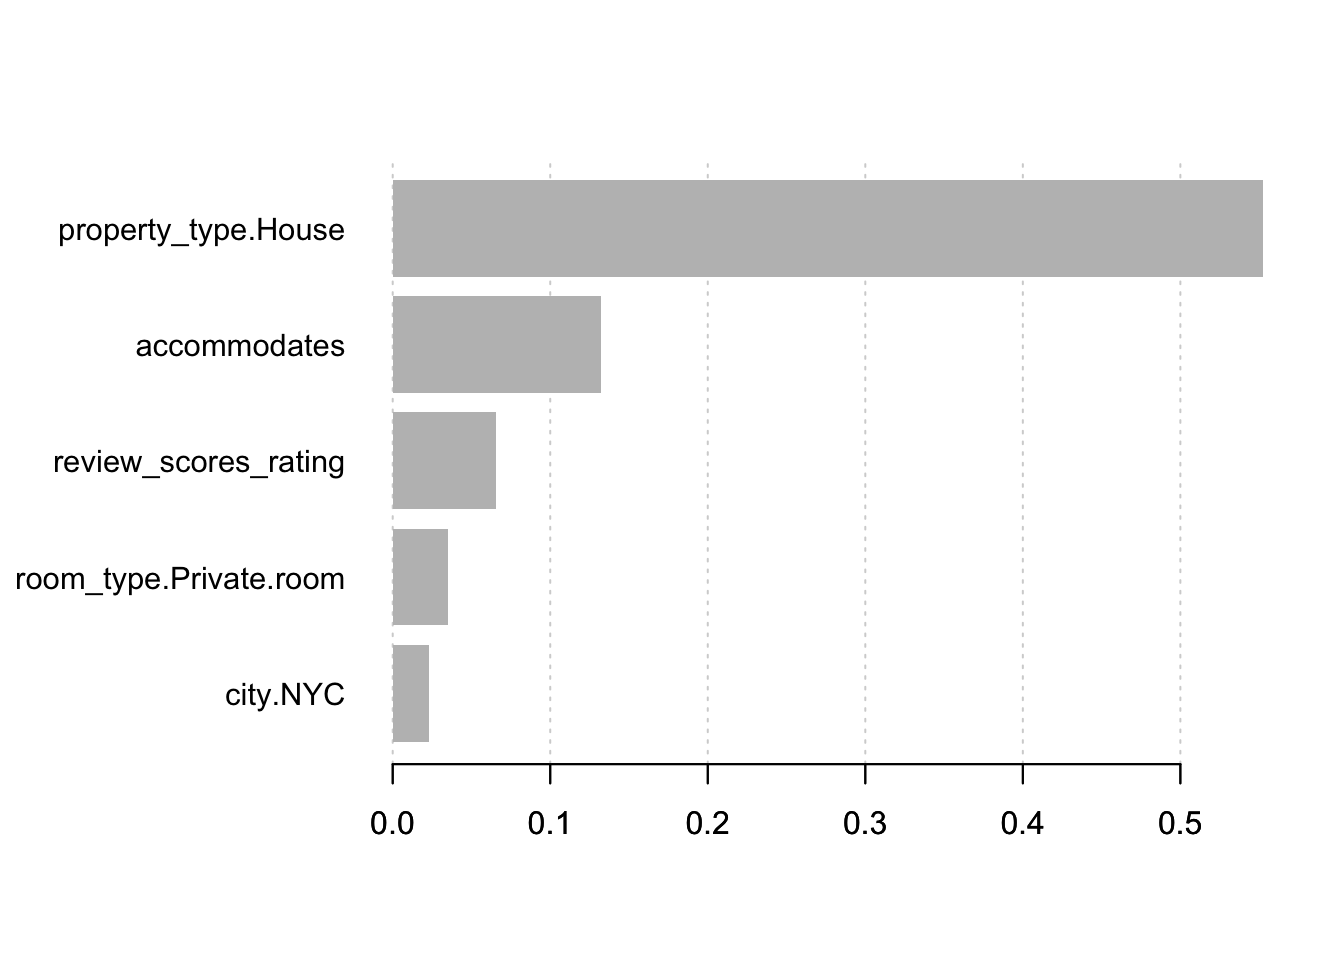 property_type.House
accommodates
review_scores_rating
room_type.Private.room
city.NYC
0.0 0.1 0.2 0.3 0.4 0.5